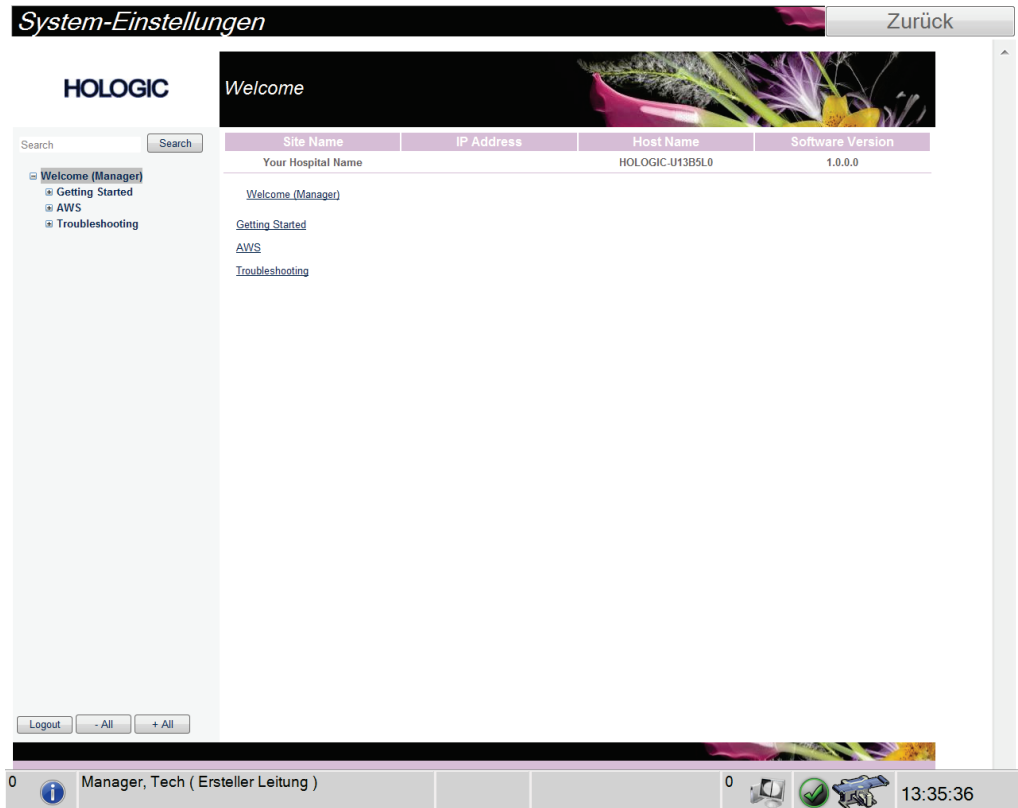 System-Einstellungen
Zurück
HOLOGIC
Welcome
Search Search
Welcome (Manager)
Getting Started
AWS
Troubleshooting
Site Name IP Address Host Name Software Version
Your Hospital Name HOLOGIC-U13B5L0 1.0.0.0
Welcome (Manager)
Getting Started
AWS
Troubleshooting
Logout - All + All
0 Manager, Tech ( Ersteller Leitung ) 0 13:35:36